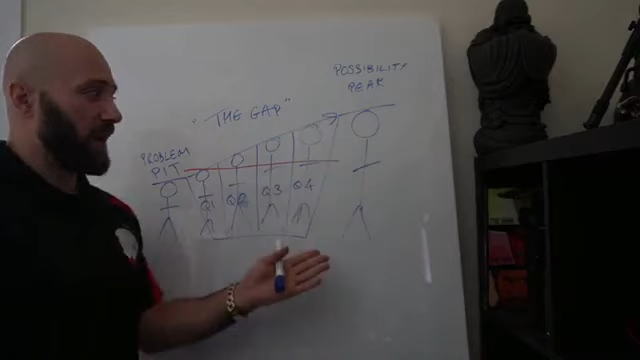 POSSIBILITY
PEAK
"THE GAP"
PROBLEM
PIT
Q1 Q2 Q3 Q4